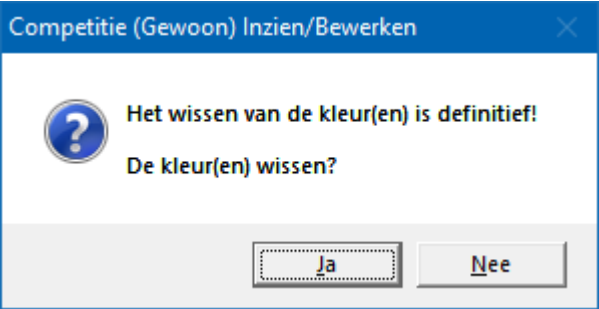 Competitie (Gewoon) Inzien/Bewerken
Het wissen van de kleur(en) is definitief!
De kleur(en) wissen?
Ja
Nee